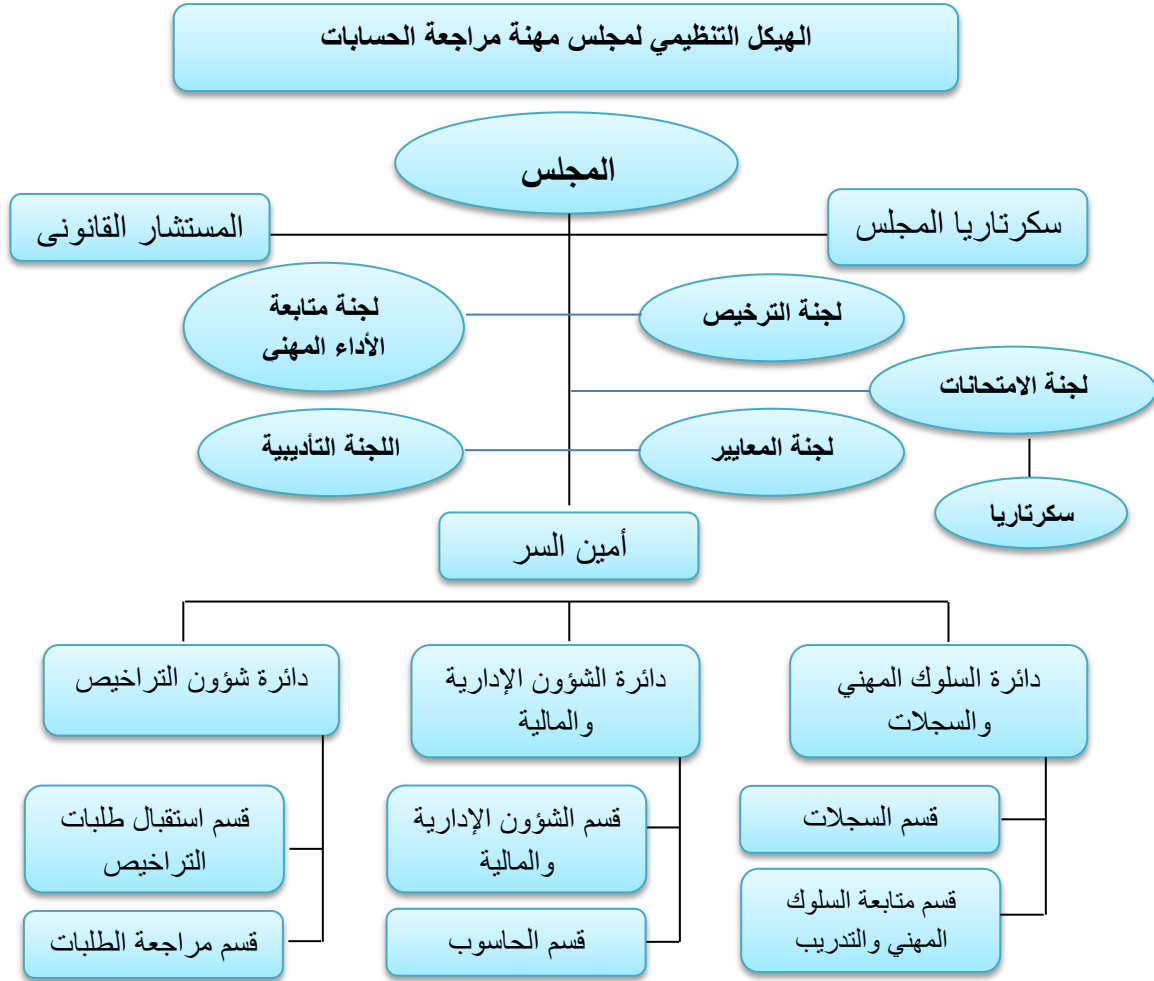 الهيكل التنظيمي لمجلس مهنة مراجعة الحسابات
المجلس
سكرتاريا المجلس
المستشار القانونى
لجنة الترخيص
لجنة متابعة
الأداء المهنى
لجنة الامتحانات
لجنة المعايير
اللجنة التأديبية
سكرتاريا
أمين السر
دائرة السلوك المهني
والسجلات
دائرة الشؤون الإدارية
والمالية
دائرة شؤون التراخيص
قسم السجلات
قسم الشؤون الإدارية
والمالية
قسم استقبال طلبات
التراخيص
قسم متابعة السلوك
المهني والتدريب
قسم الحاسوب
قسم مراجعة الطلبات